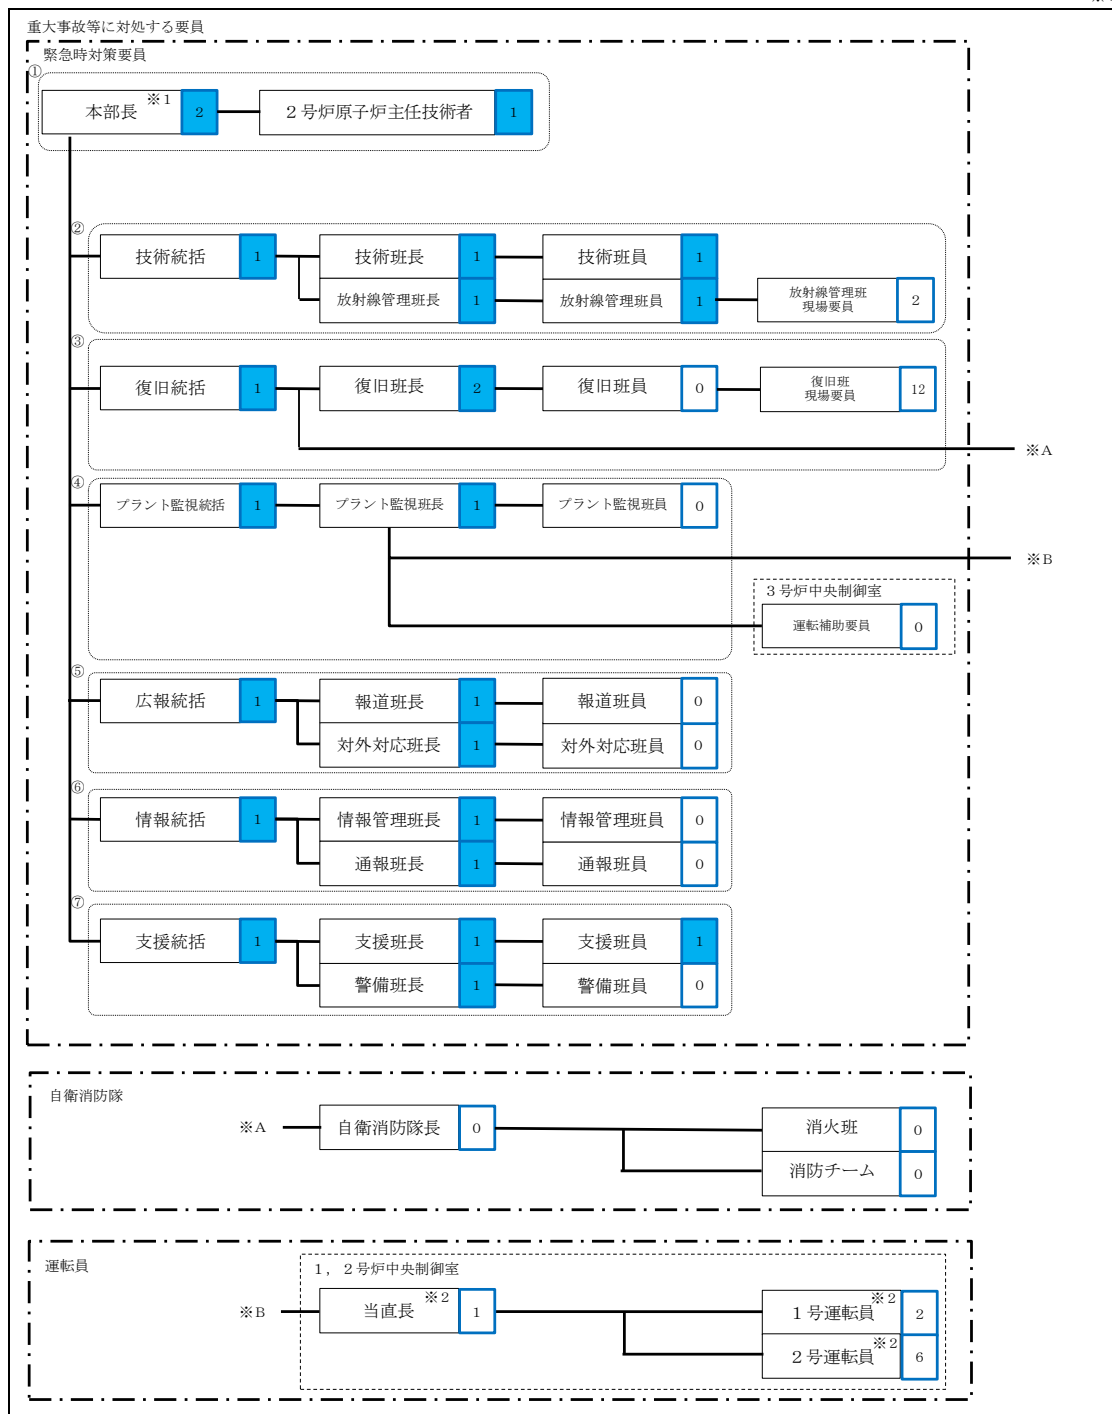 重大事故等に対処する要員
緊急時対策要員
①
本部長 ※1 2 2号炉原子炉主任技術者 1
②
技術統括 1 技術班長 1 技術班員 1
放射線管理班長 1 放射線管理班員 1 放射線管理班 2
現場要員
③
復旧統括 1 復旧班長 2 復旧班員 0 復旧班 12
現場要員
※A
④
プラント監視統括 1 プラント監視班長 1 プラント監視班員 0
※B
3号炉中央制御室
運転補助要員 0
⑤
広報統括 1 報道班長 1 報道班員 0
対外対応班長 1 対外対応班員 0
⑥
情報統括 1 情報管理班長 1 情報管理班員 0
通報班長 1 通報班員 0
⑦
支援統括 1 支援班長 1 支援班員 1
警備班長 1 警備班員 0
自衛消防隊
※A 自衛消防隊長 0 消火班 0
消防チーム 0
運転員
1,2号炉中央制御室
※B 当直長 ※2 1 1号運転員 ※2 2
2号運転員 ※2 6